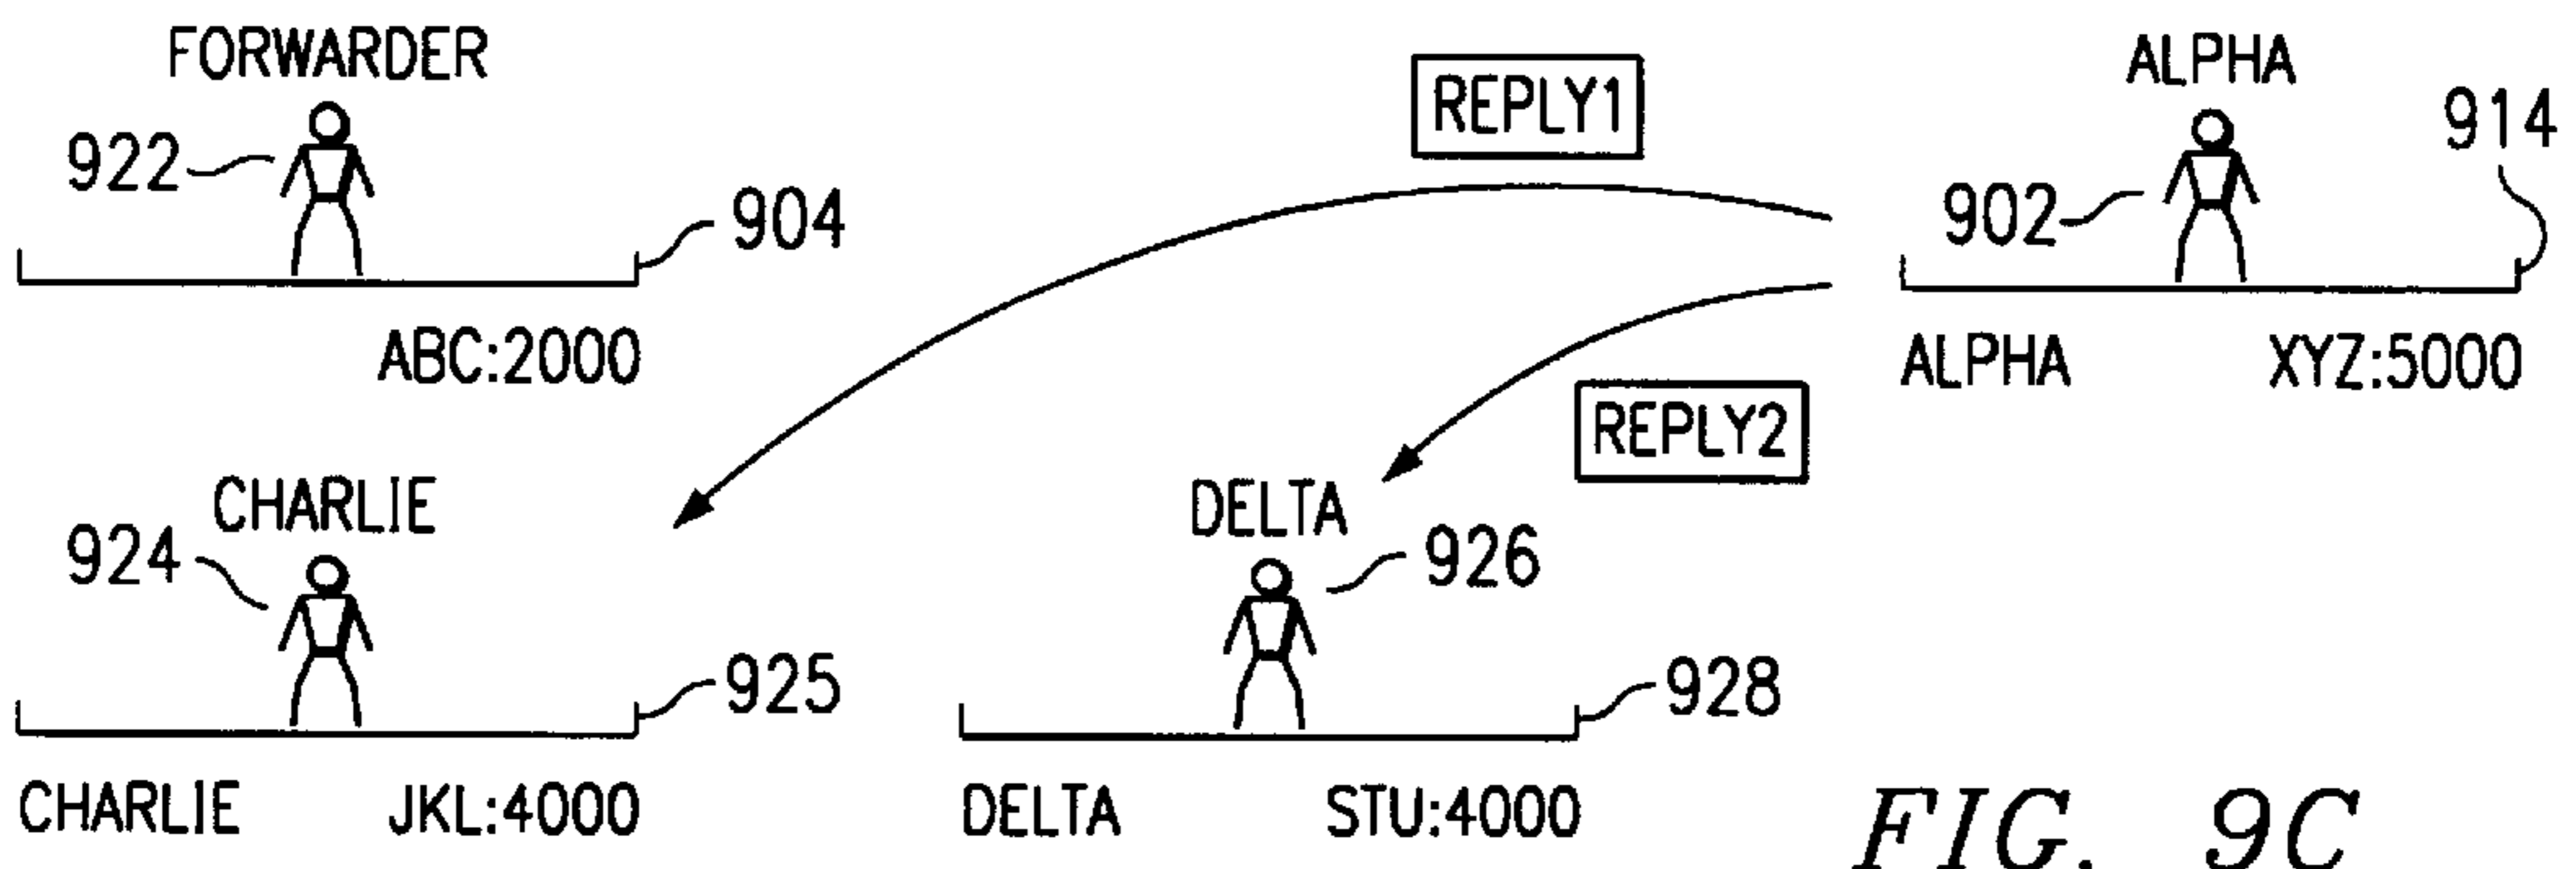 FORWARDER
922
904
ABC:2000
REPLY1
ALPHA
914
902
ALPHA XYZ:5000
REPLY2
CHARLIE
924
925
CHARLIE JKL:4000
DELTA
926
928
DELTA STU:4000
FIG. 9C